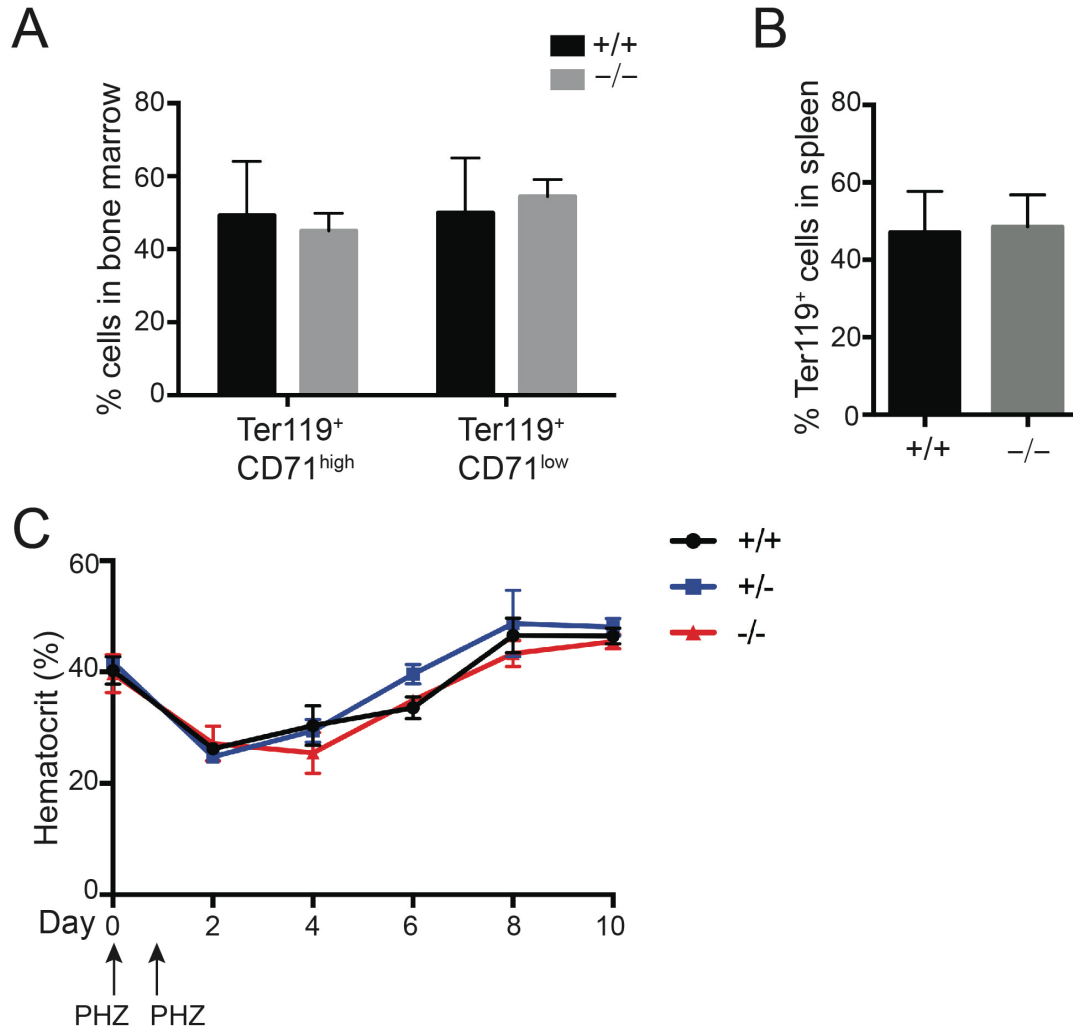 A
+/+
−/−
% cells in bone marrow
80
60
40
20
0
Ter119⁺
CD71ʰⁱᵍʰ
Ter119⁺
CD71ˡᵒʷ
B
% Ter119⁺ cells in spleen
80
60
40
20
0
+/+
−/−
C
+/+
+/-
-/-
Hematocrit (%)
60
40
20
0
Day 0 2 4 6 8 10
PHZ PHZ